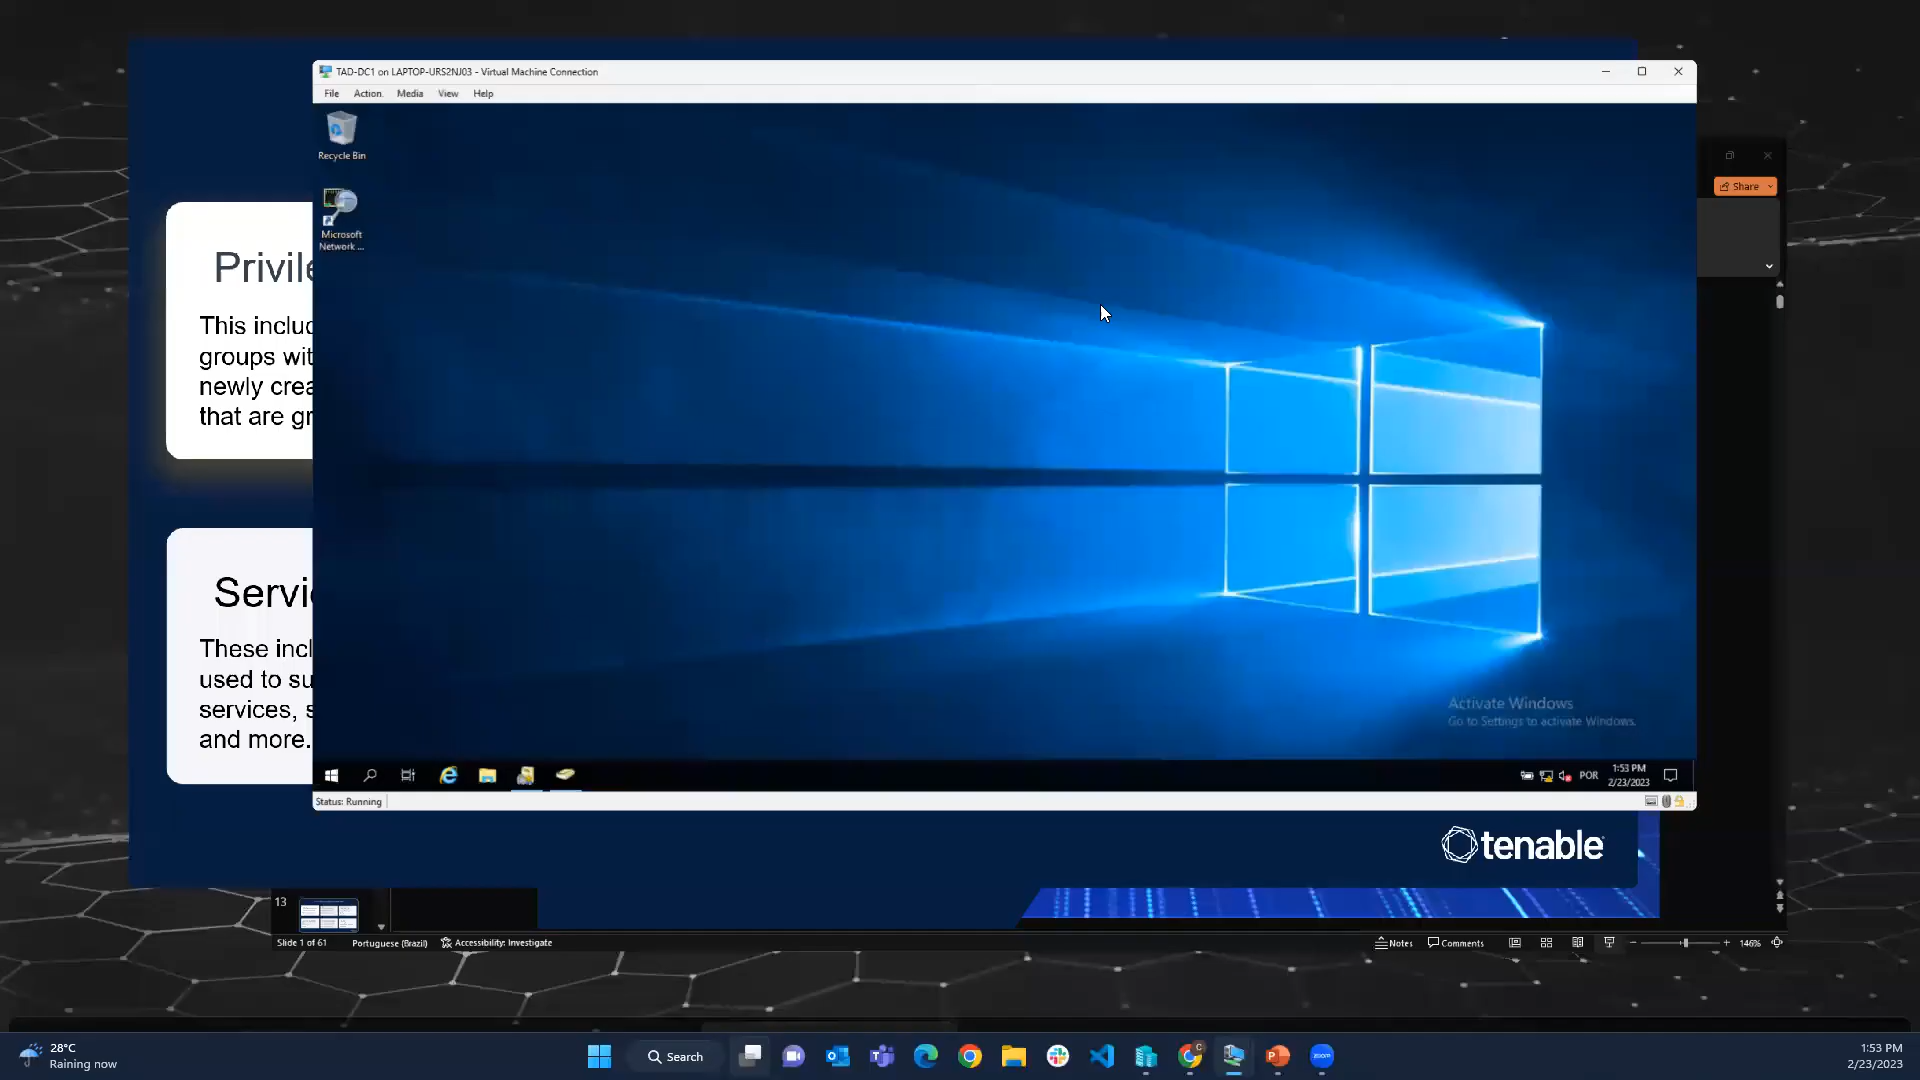 TAD-DC1 on LAPTOP-URS2NJ03 - Virtual Machine Connection
File Action Media View Help
Recycle Bin
Microsoft
Network ...
Share
Privile
This includ
groups wit
newly crea
that are gr
Servi
These incl
used to su
services, s
and more.
Activate Windows
Go to Settings to activate Windows.
POR
1:53 PM
2/23/2023
Status: Running
tenable
13
Slide 1 of 61
Portuguese (Brazil)
Accessibility: Investigate
Notes
Comments
146%
28°C
Raining now
Search
zoom
1:53 PM
2/23/2023